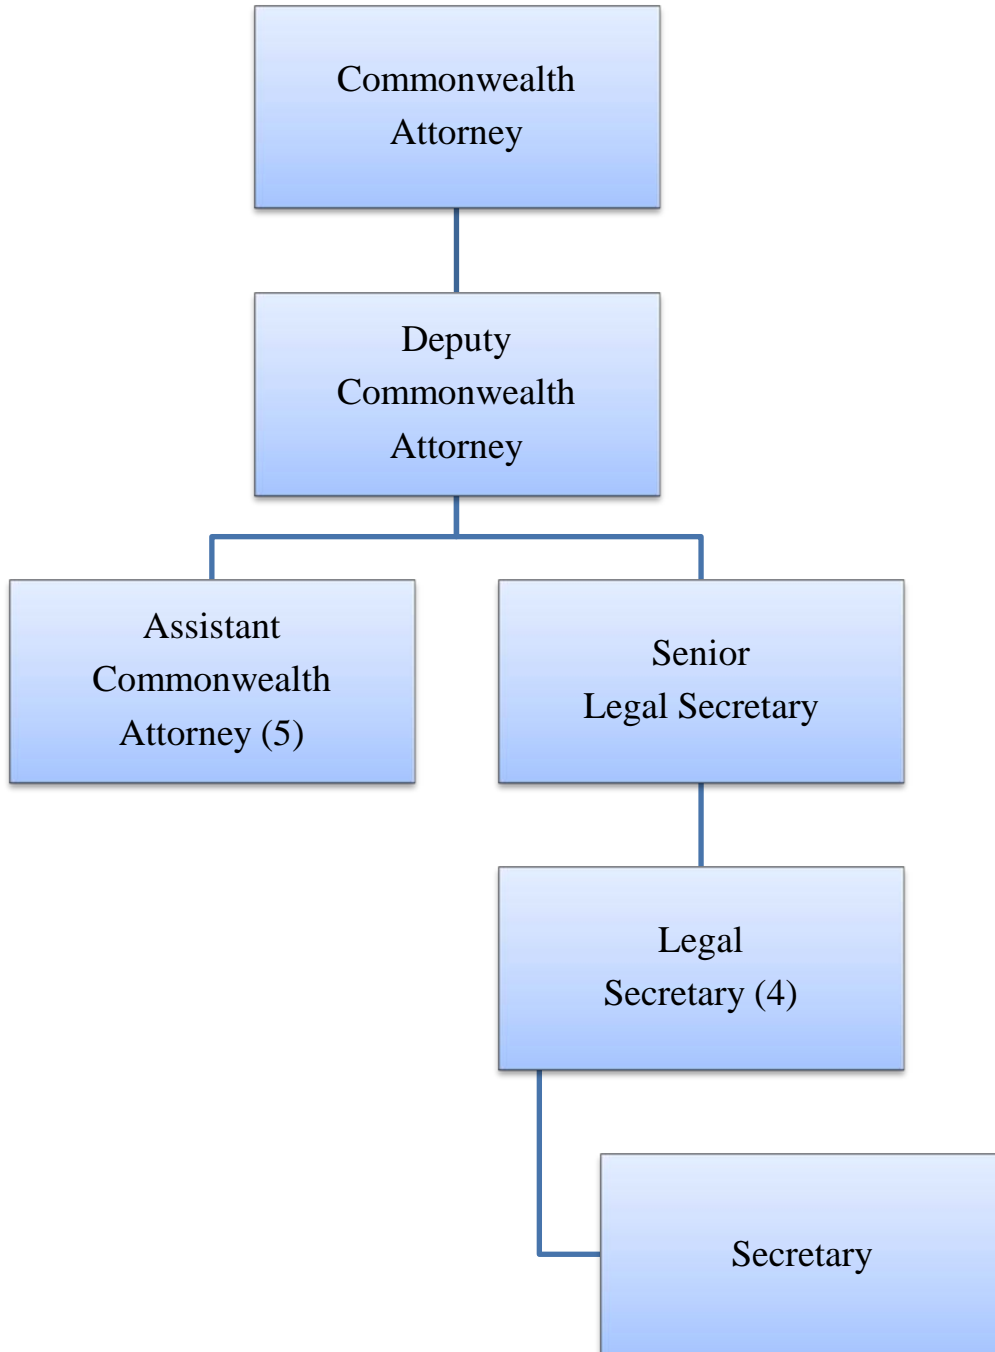 Commonwealth
Attorney
Deputy
Commonwealth
Attorney
Assistant
Commonwealth
Attorney (5)
Senior
Legal Secretary
Legal
Secretary (4)
Secretary